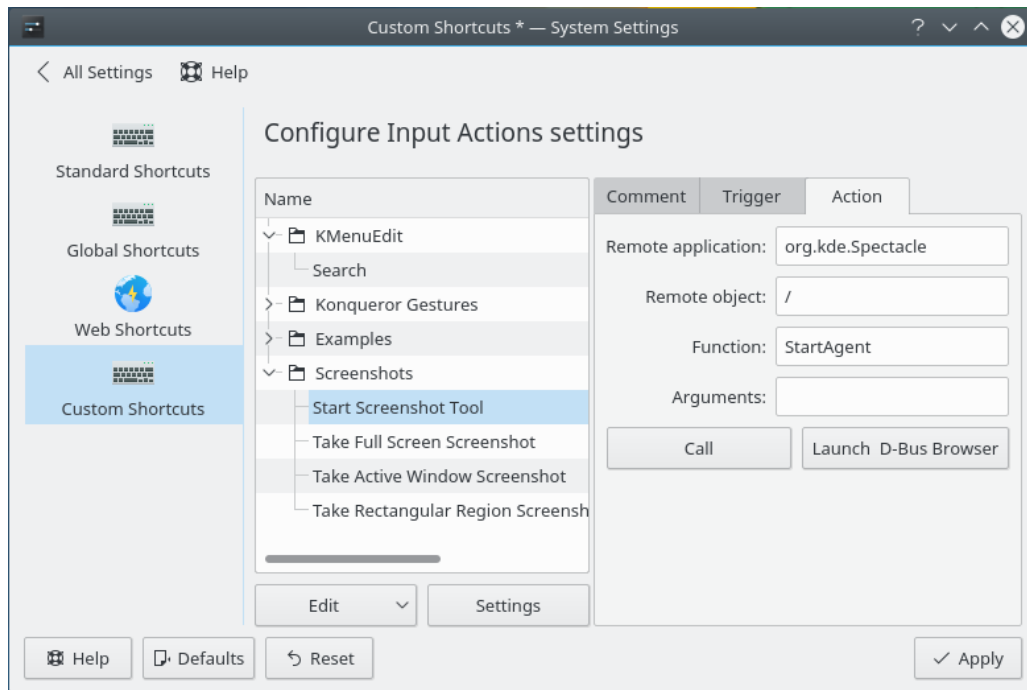 Custom Shortcuts * — System Settings
All Settings Help
Standard Shortcuts
Global Shortcuts
Web Shortcuts
Custom Shortcuts
Configure Input Actions settings
Name
KMenuEdit
Search
Konqueror Gestures
Examples
Screenshots
Start Screenshot Tool
Take Full Screen Screenshot
Take Active Window Screenshot
Take Rectangular Region Screensh
Edit Settings
Comment Trigger Action
Remote application: org.kde.Spectacle
Remote object: /
Function: StartAgent
Arguments:
Call Launch D-Bus Browser
Help Defaults Reset Apply